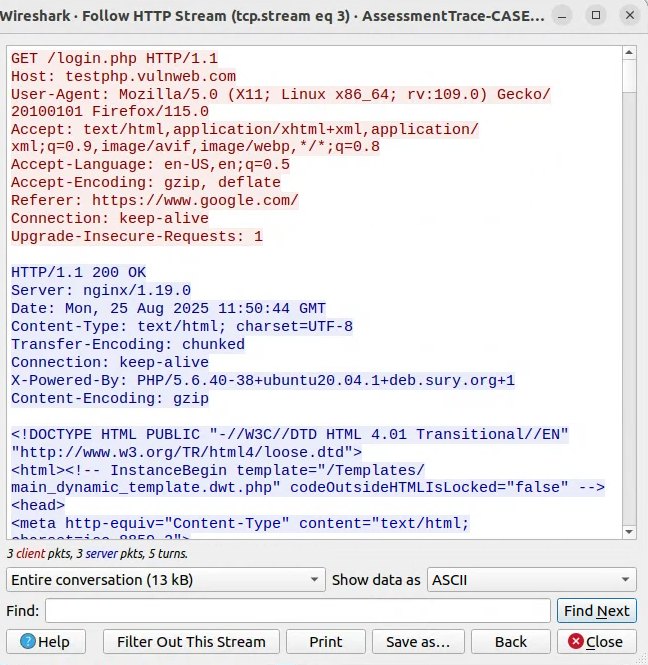 Wireshark · Follow HTTP Stream (tcp.stream eq 3) · AssessmentTrace-CASE...
GET /login.php HTTP/1.1
Host: testphp.vulnweb.com
User-Agent: Mozilla/5.0 (X11; Linux x86_64; rv:109.0) Gecko/
20100101 Firefox/115.0
Accept: text/html,application/xhtml+xml,application/
xml;q=0.9,image/avif,image/webp,*/*;q=0.8
Accept-Language: en-US,en;q=0.5
Accept-Encoding: gzip, deflate
Referer: https://www.google.com/
Connection: keep-alive
Upgrade-Insecure-Requests: 1
HTTP/1.1 200 OK
Server: nginx/1.19.0
Date: Mon, 25 Aug 2025 11:50:44 GMT
Content-Type: text/html; charset=UTF-8
Transfer-Encoding: chunked
Connection: keep-alive
X-Powered-By: PHP/5.6.40-38+ubuntu20.04.1+deb.sury.org+1
Content-Encoding: gzip
<!DOCTYPE HTML PUBLIC "-//W3C//DTD HTML 4.01 Transitional//EN"
"http://www.w3.org/TR/html4/loose.dtd">
<html><!-- InstanceBegin template="/Templates/
main_dynamic_template.dwt.php" codeOutsideHTMLIsLocked="false" -->
<head>
<meta http-equiv="Content-Type" content="text/html;
charset=iso-8859-2">
3 client pkts, 3 server pkts, 5 turns.
Entire conversation (13 kB) Show data as ASCII
Find: Find Next
Help Filter Out This Stream Print Save as... Back Close